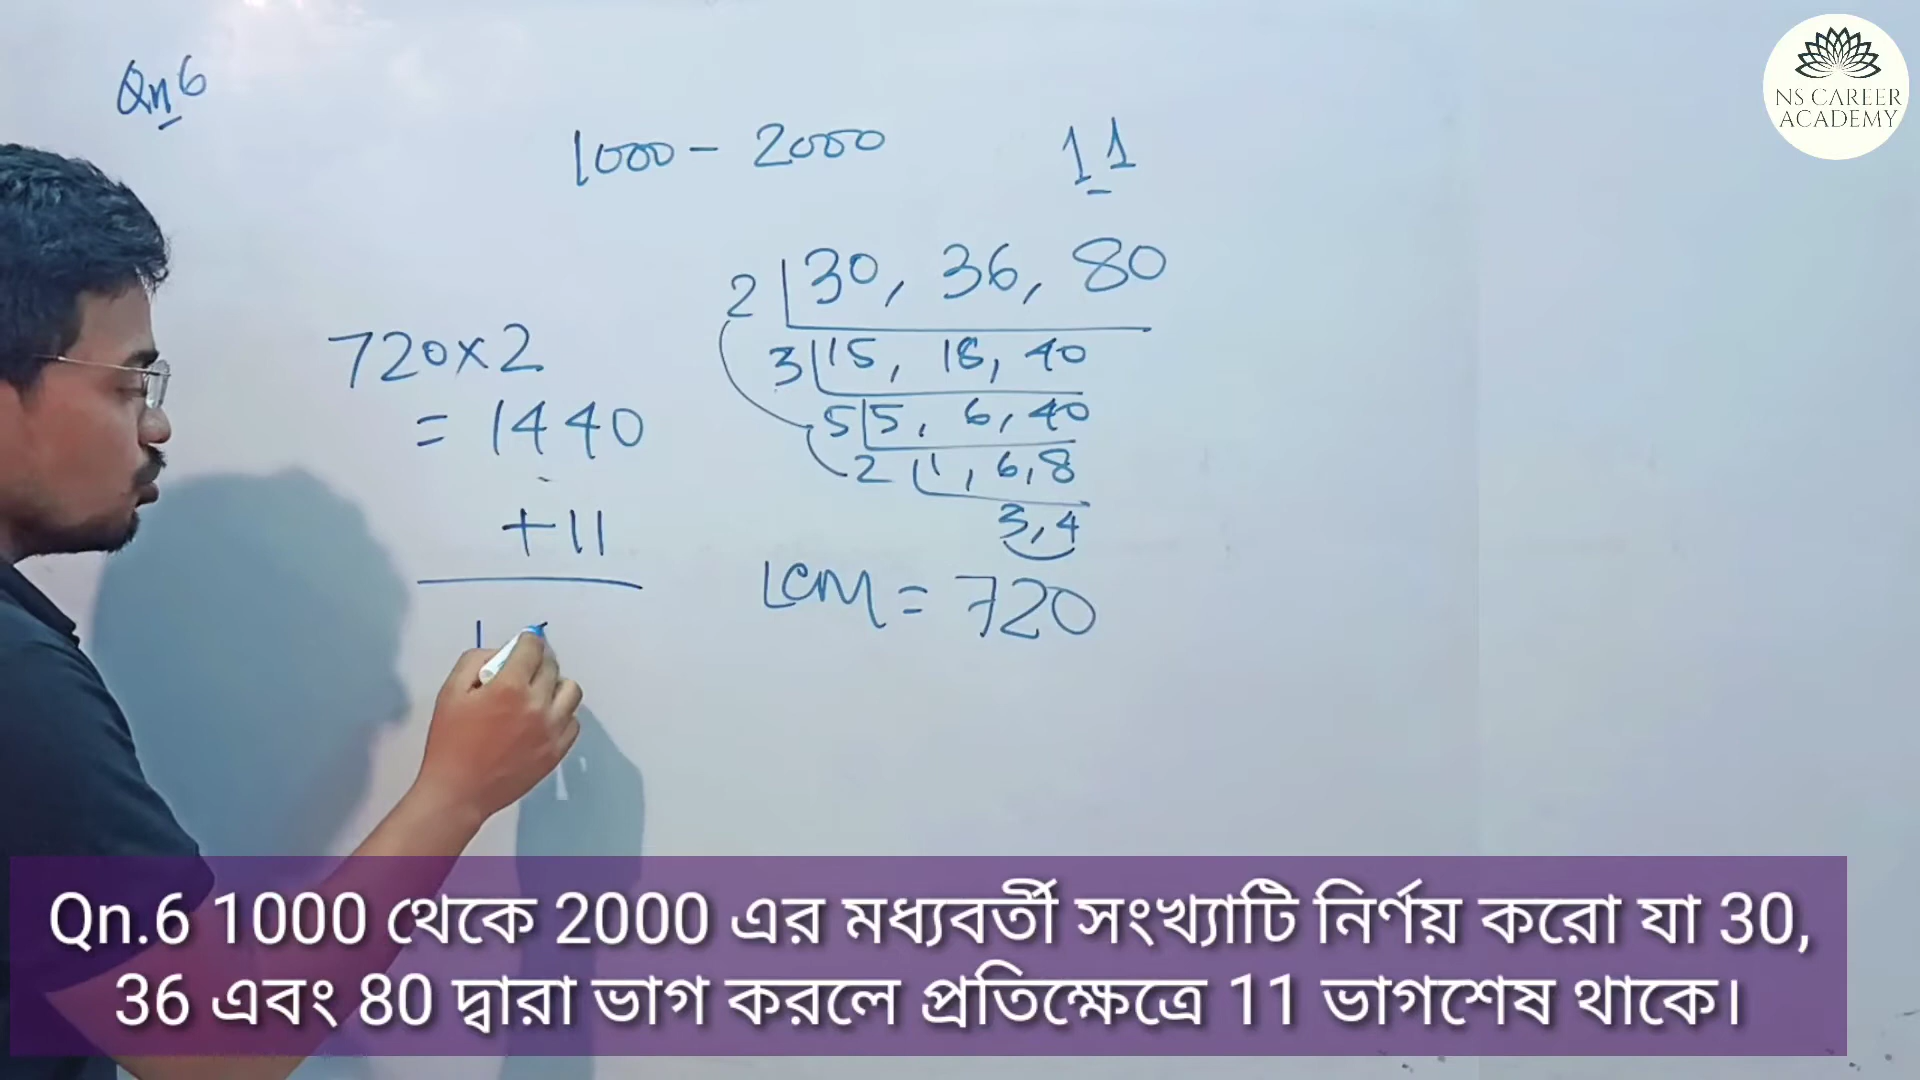 Qn 6
1000 - 2000
11
2 30, 36, 80
3 15, 18, 40
5 5, 6, 40
2 1, 6, 8
3, 4
LCM = 720
720×2
= 1440
+11
NS CAREER
ACADEMY
Qn.6 1000 থেকে 2000 এর মধ্যবর্তী সংখ্যাটি নির্ণয় করো যা 30,
36 এবং 80 দ্বারা ভাগ করলে প্রতিক্ষেত্রে 11 ভাগশেষ থাকে।